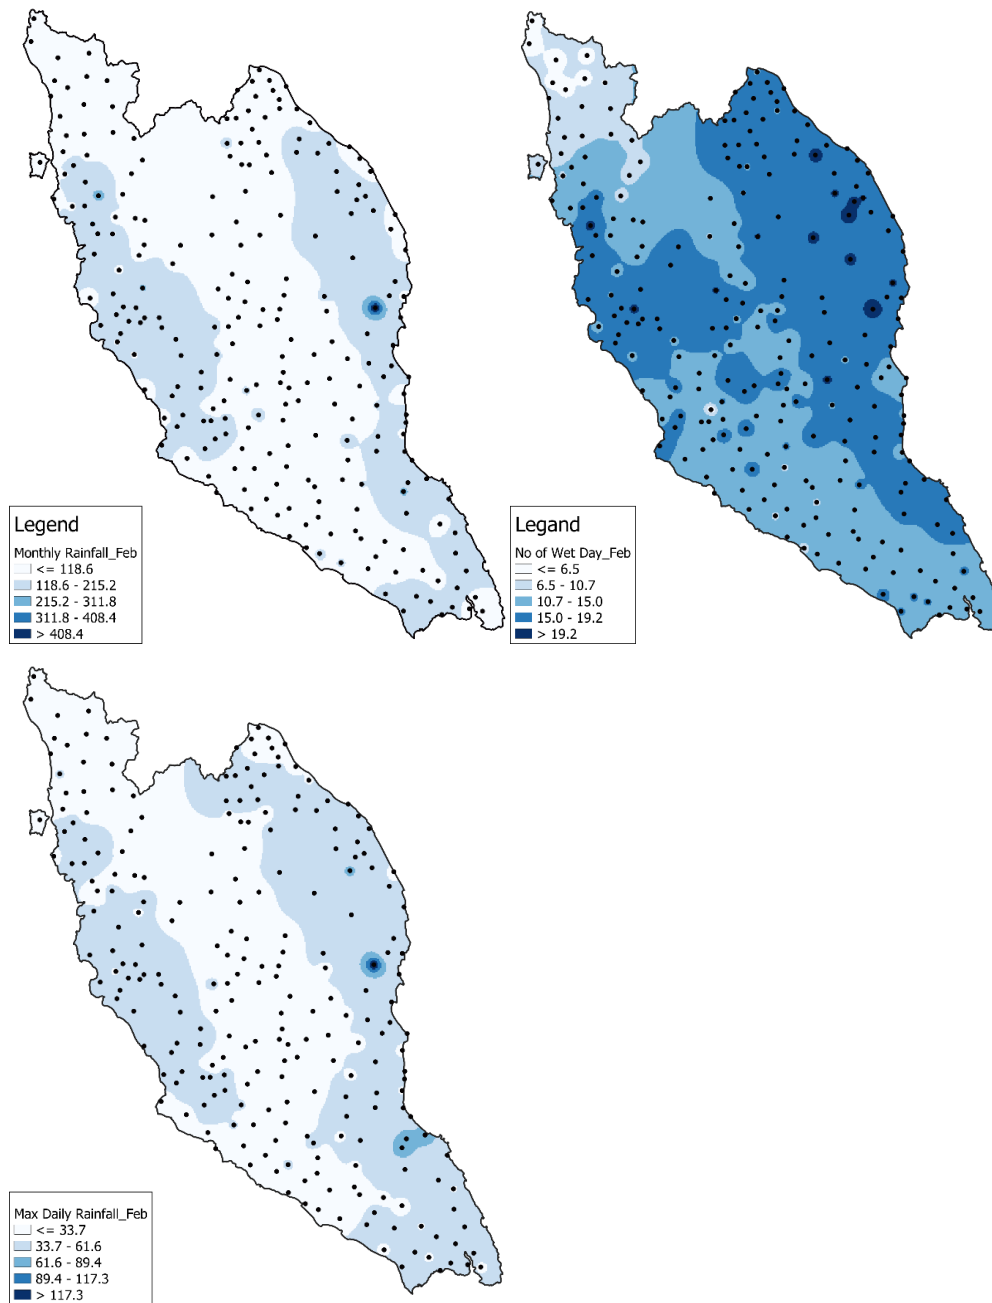 Legend
Monthly Rainfall_Feb
<= 118.6
118.6 - 215.2
215.2 - 311.8
311.8 - 408.4
> 408.4
Legand
No of Wet Day_Feb
<= 6.5
6.5 - 10.7
10.7 - 15.0
15.0 - 19.2
> 19.2
Max Daily Rainfall_Feb
<= 33.7
33.7 - 61.6
61.6 - 89.4
89.4 - 117.3
> 117.3